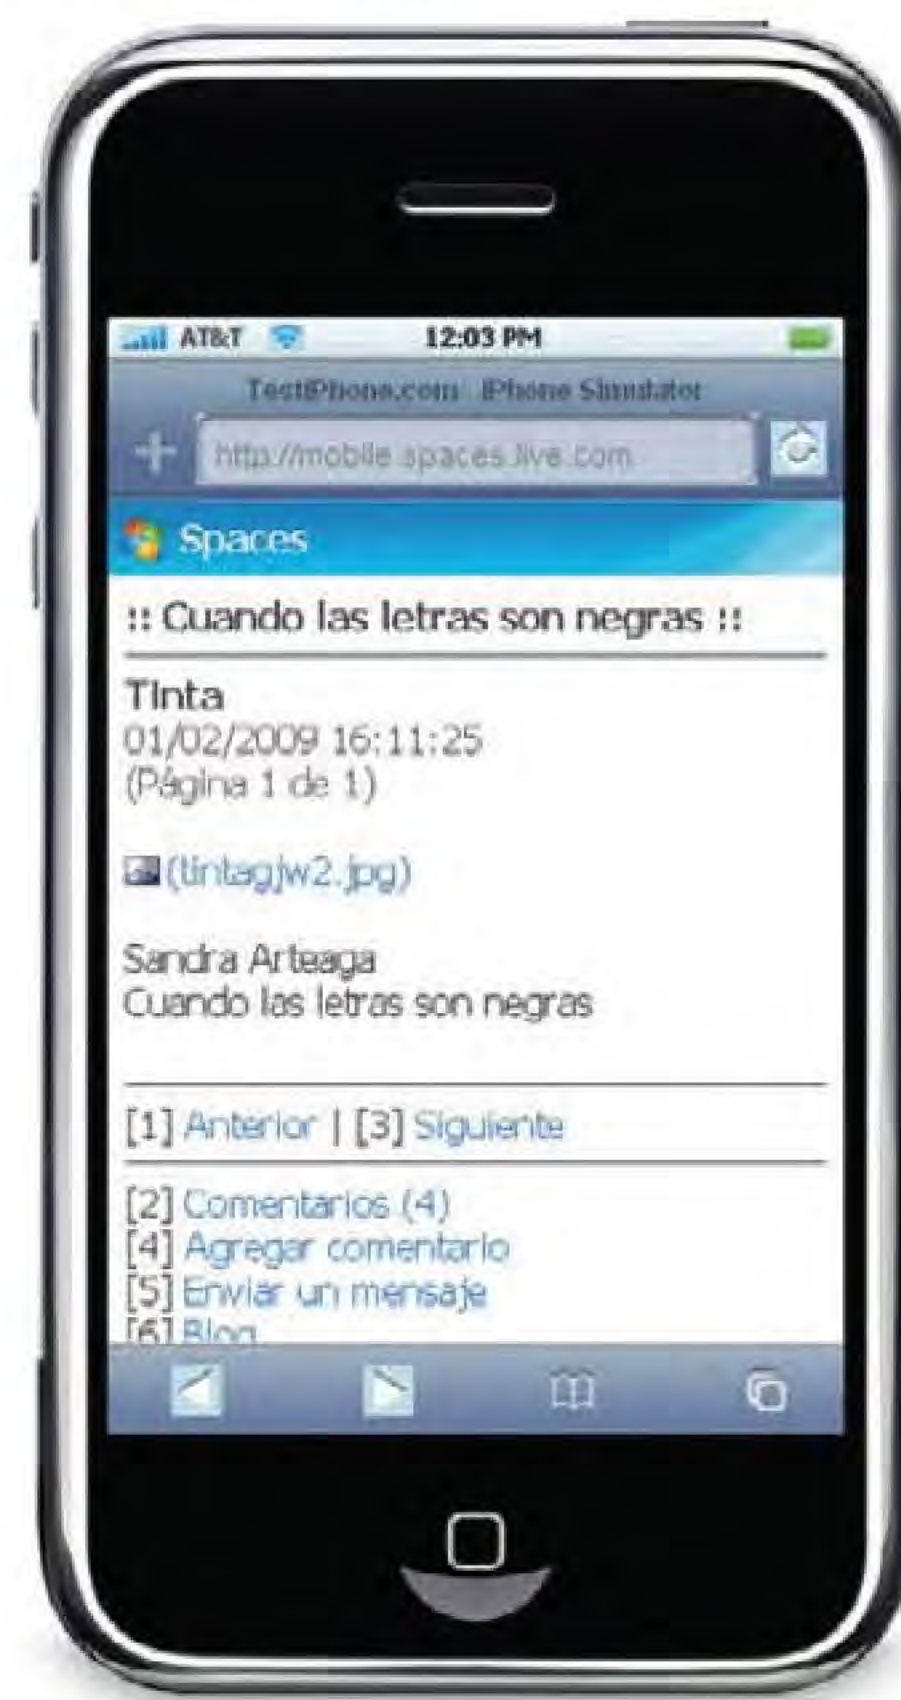 AT&T 12:03 PM
TestiPhone.com iPhone Simulator
http://mobile.spaces.live.com
Spaces
:: Cuando las letras son negras ::
Tinta
01/02/2009 16:11:25
(Página 1 de 1)
(tintagjw2.jpg)
Sandra Arteaga
Cuando las letras son negras
[1] Anterior | [3] Siguiente
[2] Comentarios (4)
[4] Agregar comentario
[5] Enviar un mensaje
[6] Blog